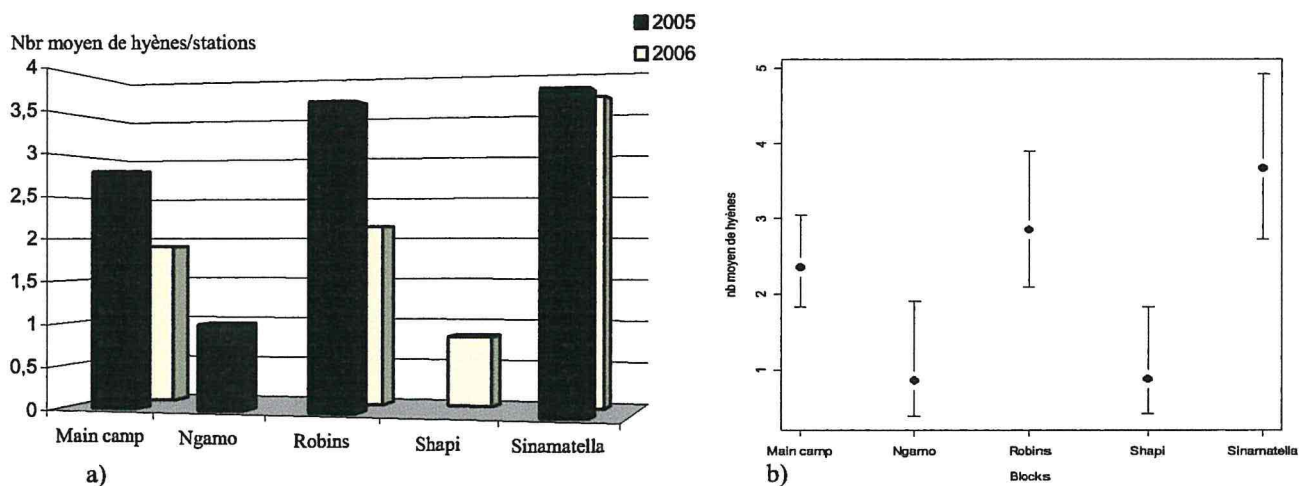 Nbr moyen de hyènes/stations
2005
2006
4
3,5
3
2,5
2
1,5
1
0,5
0
Main camp
Ngamo
Robins
Shapi
Sinamatella
a)
nb moyen de hyènes
5
4
3
2
1
Main camp
Ngamo
Robins
Shapi
Sinamatella
Blocks
b)